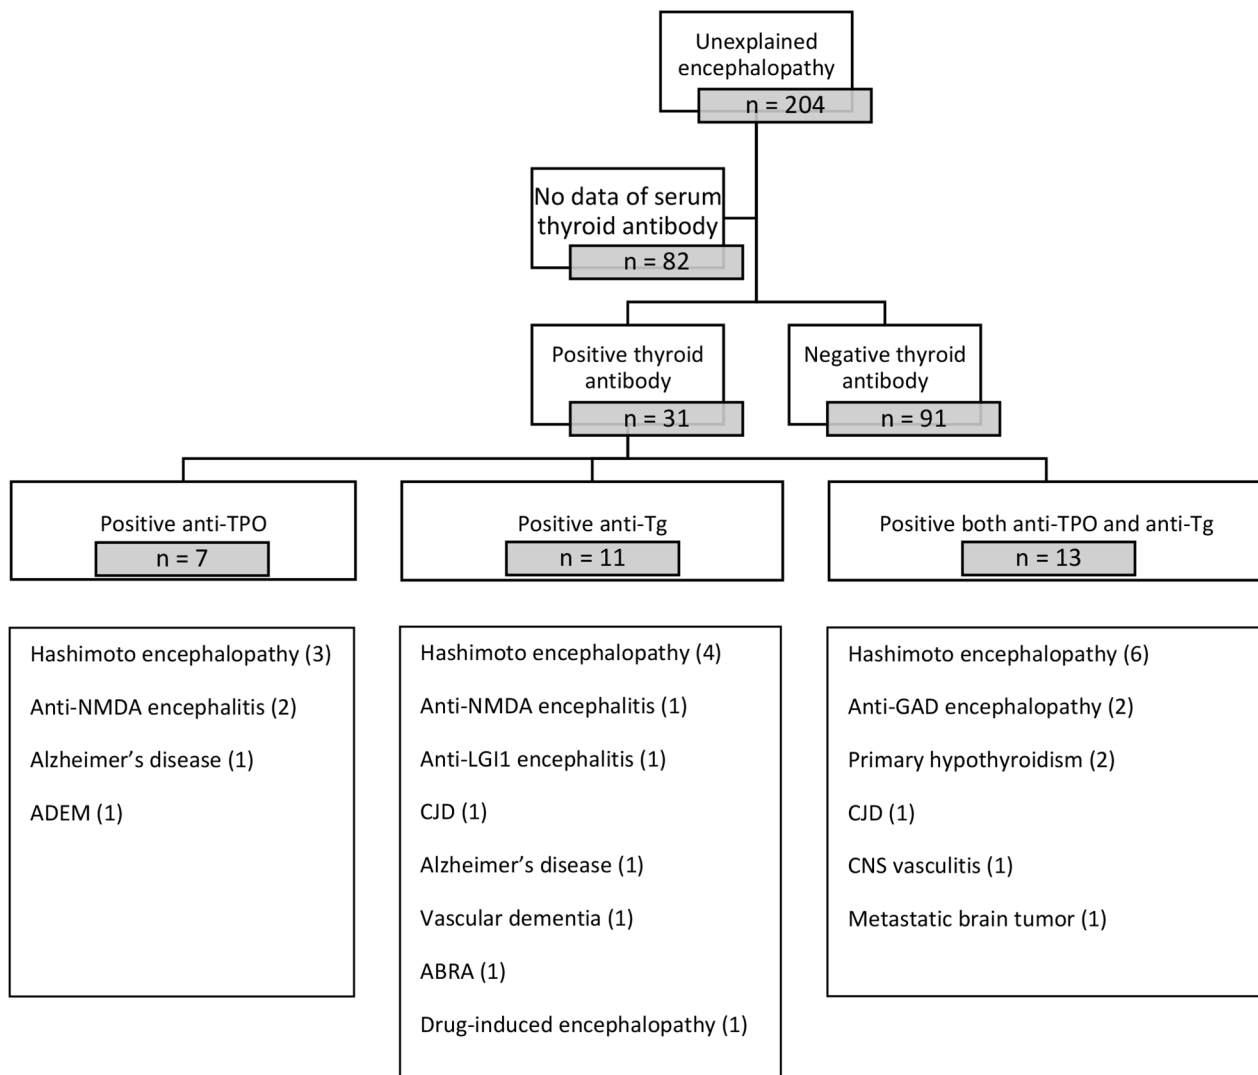 Unexplained
encephalopathy
n = 204
No data of serum
thyroid antibody
n = 82
Positive thyroid
antibody
n = 31
Negative thyroid
antibody
n = 91
Positive anti-TPO
n = 7
Positive anti-Tg
n = 11
Positive both anti-TPO and anti-Tg
n = 13
Hashimoto encephalopathy (3)
Anti-NMDA encephalitis (2)
Alzheimer’s disease (1)
ADEM (1)
Hashimoto encephalopathy (4)
Anti-NMDA encephalitis (1)
Anti-LGI1 encephalitis (1)
CJD (1)
Alzheimer’s disease (1)
Vascular dementia (1)
ABRA (1)
Drug-induced encephalopathy (1)
Hashimoto encephalopathy (6)
Anti-GAD encephalopathy (2)
Primary hypothyroidism (2)
CJD (1)
CNS vasculitis (1)
Metastatic brain tumor (1)